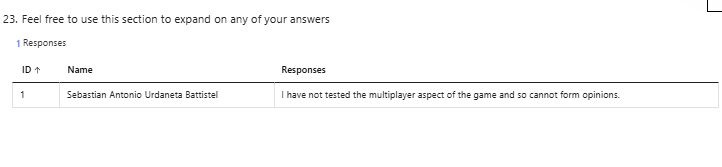 23. Feel free to use this section to expand on any of your answers
1 Responses
ID ↑ Name Responses
1 Sebastian Antonio Urdaneta Battistel I have not tested the multiplayer aspect of the game and so cannot form opinions.